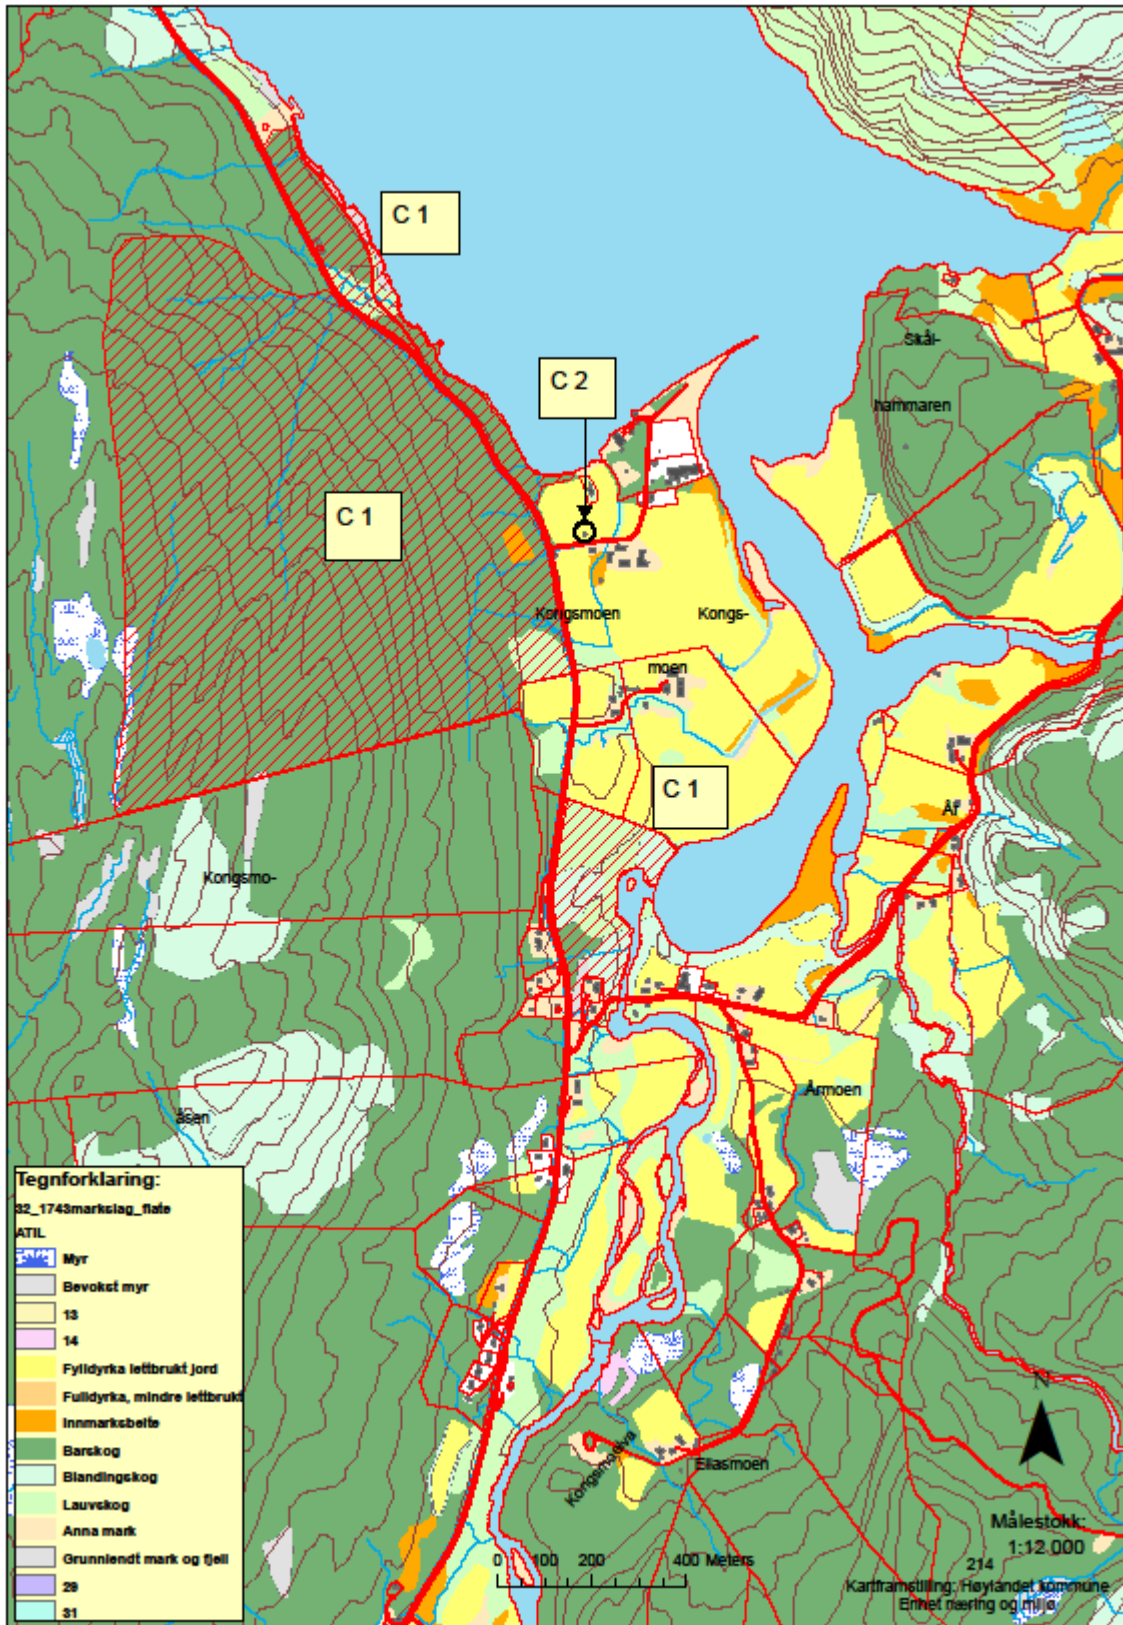 C 1
C 2
Skål-
hammaren
C 1
Kongsmoen
Kongs-
moen
C 1
År
Kongsmo-
Årmoen
åsen
Tegnforklaring:
32_1743markslag_flate
ATIL
Myr
Bevokst myr
13
14
Fylldyrka lettbrukt jord
Fulldyrka, mindre lettbrukt
Innmarksbeite
Barskog
Blandingskog
Lauvskog
Anna mark
Grunnlendt mark og fjell
29
31
Kongsmoelva
Eliasmoen
N
Målestokk:
1:12.000
0 100 200 400 Meters
214
Kartframstilling: Høylandet kommune
Enhet næring og miljø